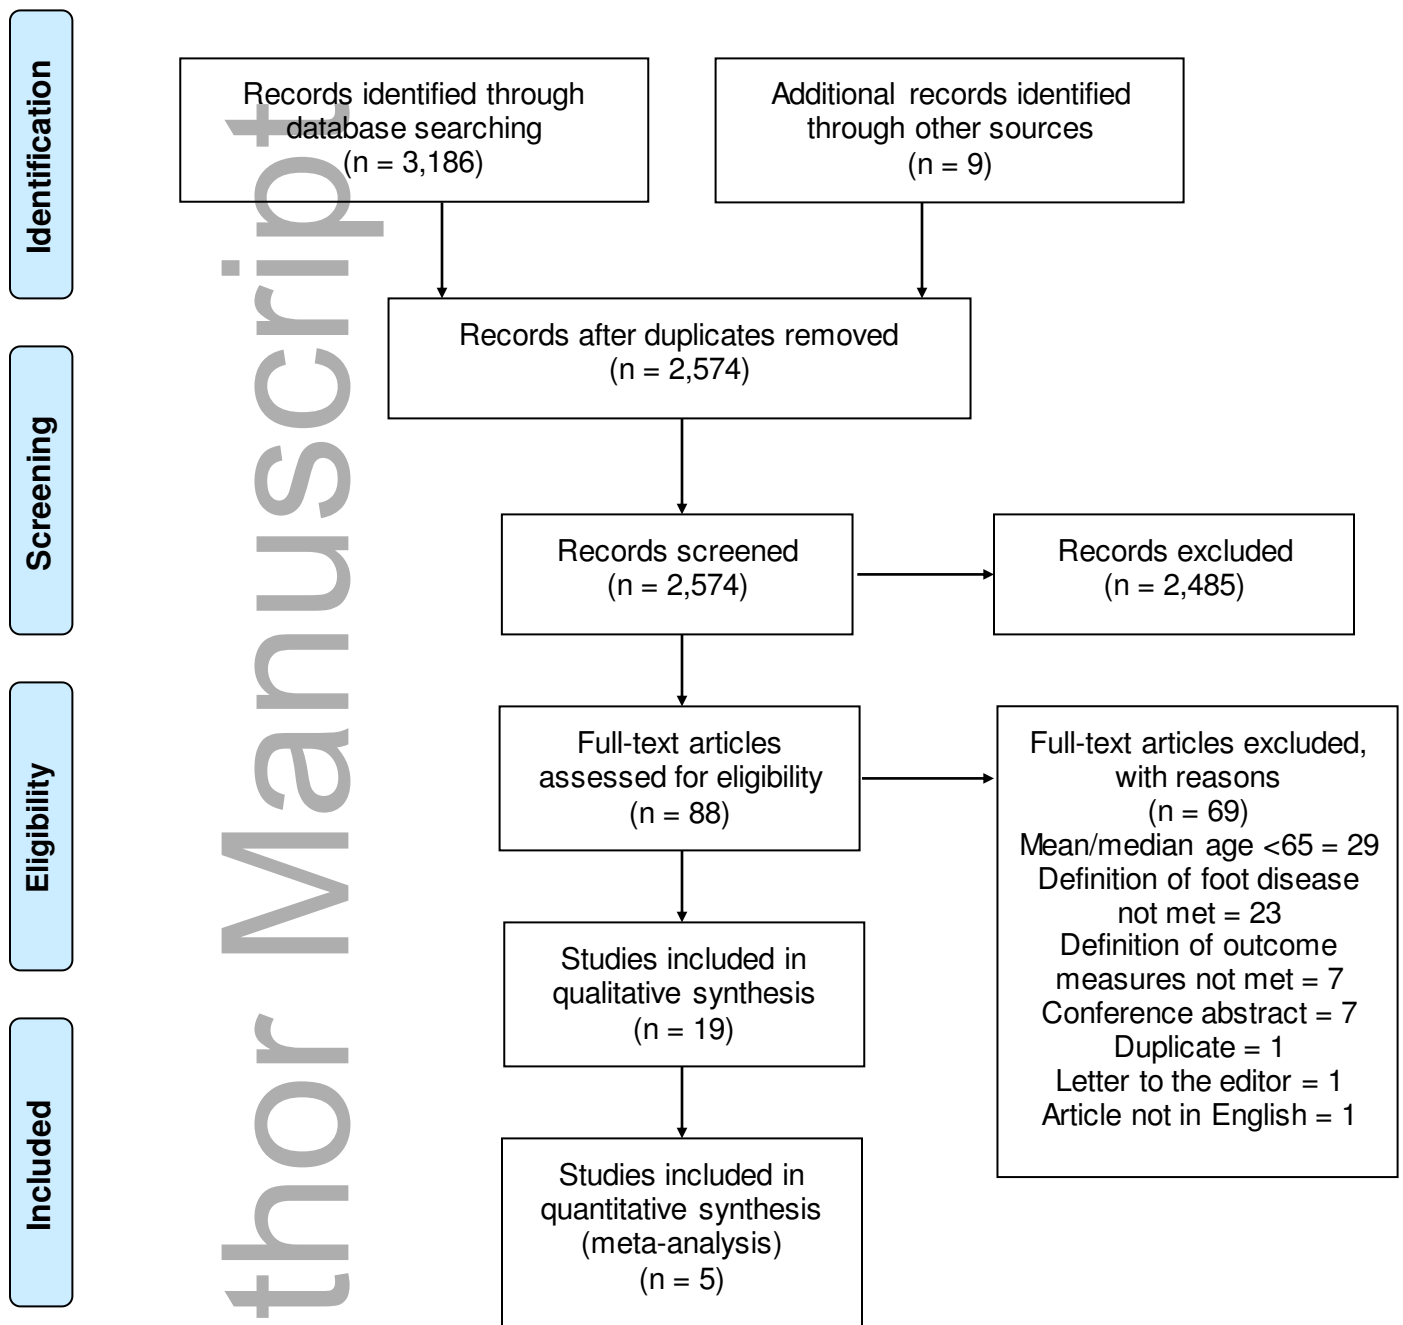 Identification
Records identified through
database searching
(n = 3,186)
Additional records identified
through other sources
(n = 9)
Records after duplicates removed
(n = 2,574)
Screening
Records screened
(n = 2,574)
Records excluded
(n = 2,485)
Eligibility
Full-text articles
assessed for eligibility
(n = 88)
Full-text articles excluded,
with reasons
(n = 69)
Mean/median age <65 = 29
Definition of foot disease
not met = 23
Definition of outcome
measures not met = 7
Conference abstract = 7
Duplicate = 1
Letter to the editor = 1
Article not in English = 1
Studies included in
qualitative synthesis
(n = 19)
Included
Studies included in
quantitative synthesis
(meta-analysis)
(n = 5)
thor Manuscript